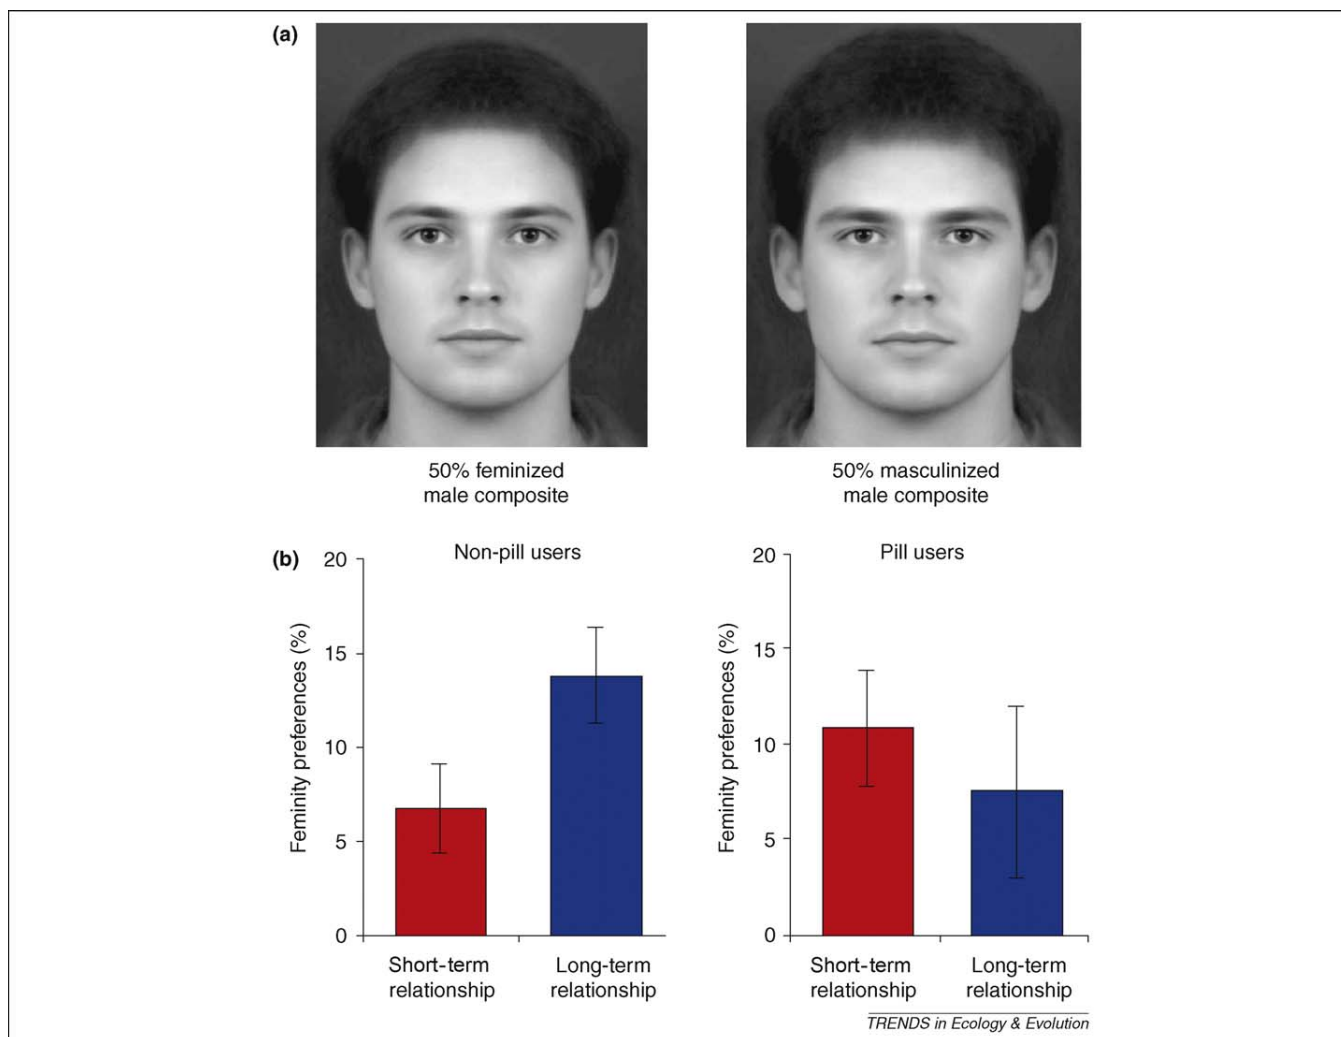 (a)
50% feminized
male composite
50% masculinized
male composite
(b)
Non-pill users
20
15
10
5
0
Feminity preferences (%)
Short-term
relationship
Long-term
relationship
Pill users
20
15
10
5
0
Feminity preferences (%)
Short-term
relationship
Long-term
relationship
TRENDS in Ecology & Evolution